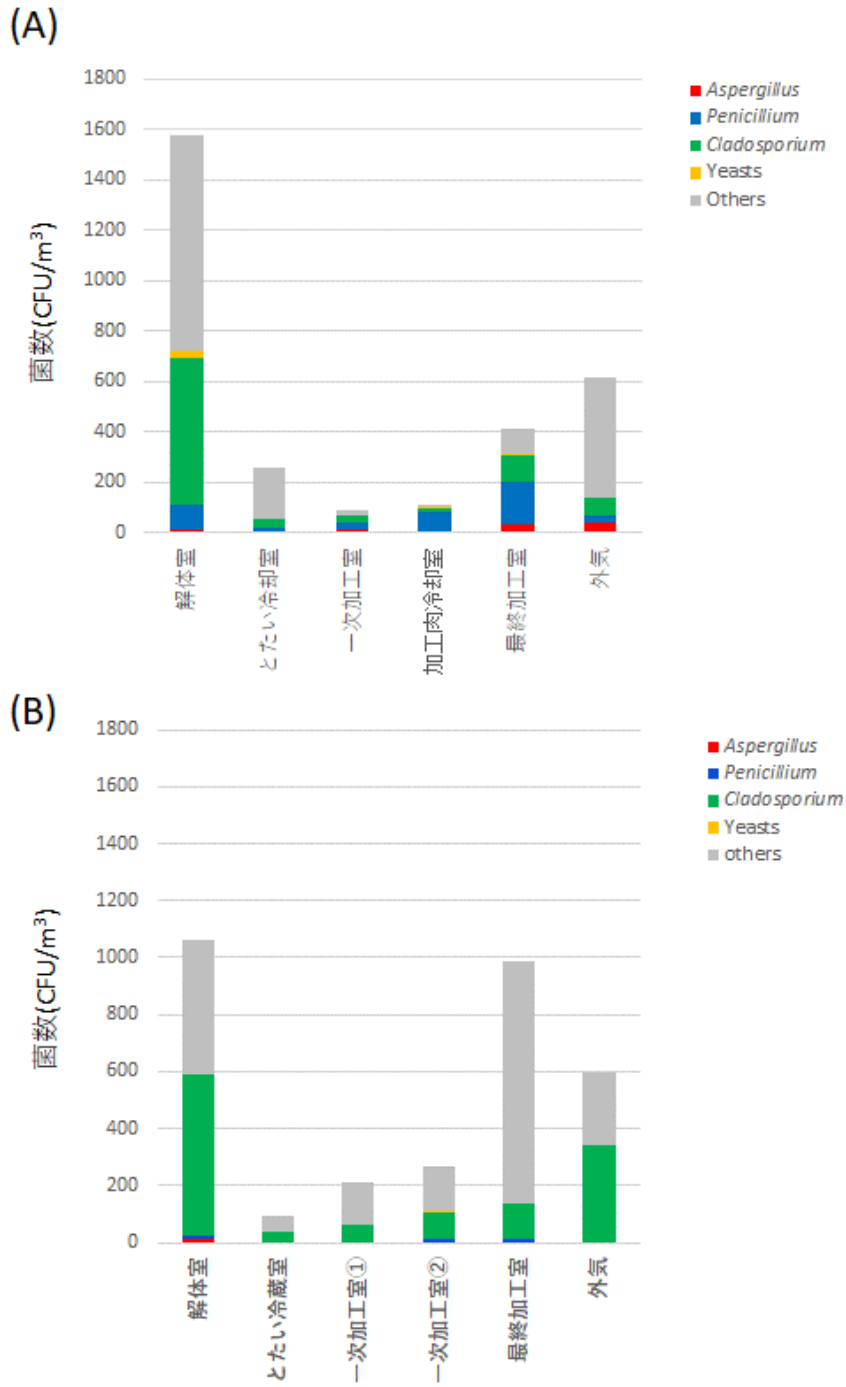 (A)
1800
1600
1400
1200
1000
800
600
400
200
0
菌数(CFU/m³)
解体室
とたい冷却室
一次加工室
加工肉冷却室
最終加工室
外気
Aspergillus
Penicillium
Cladosporium
Yeasts
Others
(B)
1800
1600
1400
1200
1000
800
600
400
200
0
菌数(CFU/m³)
解体室
とたい冷蔵室
一次加工室①
一次加工室②
最終加工室
外気
Aspergillus
Penicillium
Cladosporium
Yeasts
others